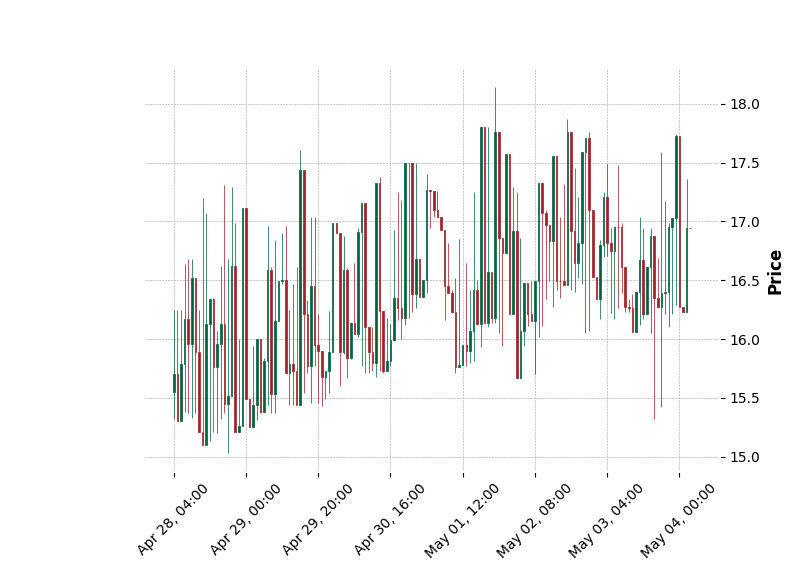 18.0
17.5
17.0
16.5
16.0
15.5
15.0
Price
Apr 28, 04:00
Apr 29, 00:00
Apr 29, 20:00
Apr 30, 16:00
May 01, 12:00
May 02, 08:00
May 03, 04:00
May 04, 00:00